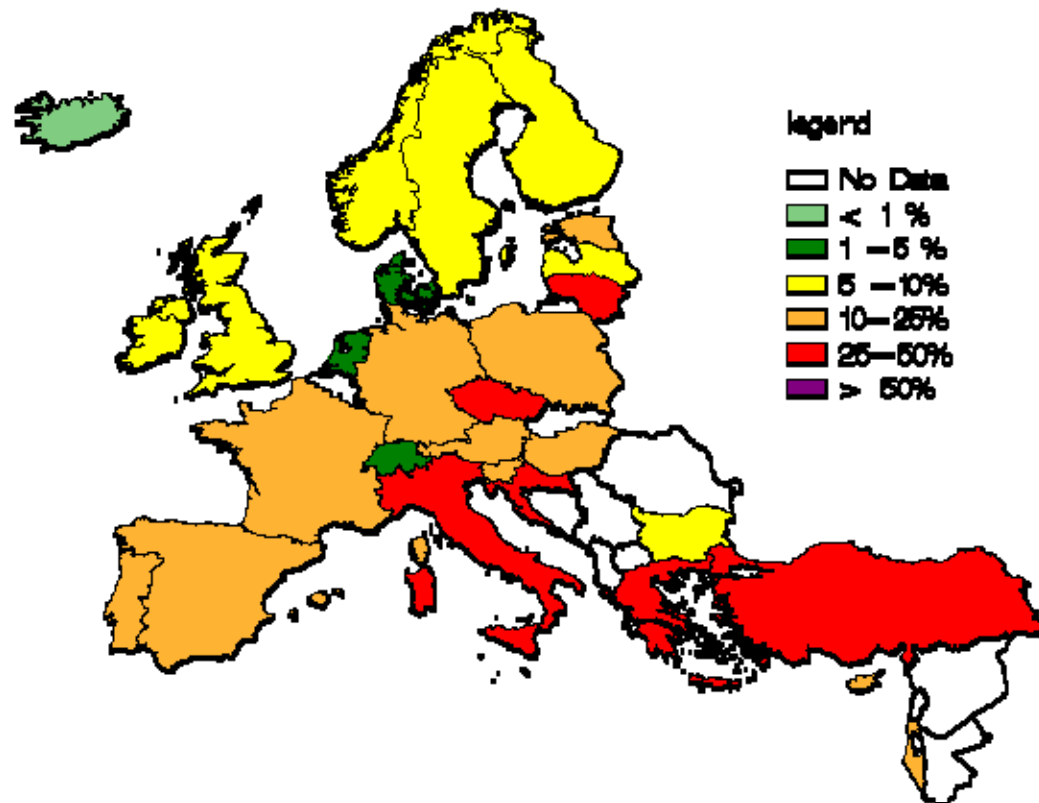 legend
No Data
< 1 %
1 –5 %
5 –10%
10–25%
25–50%
> 50%